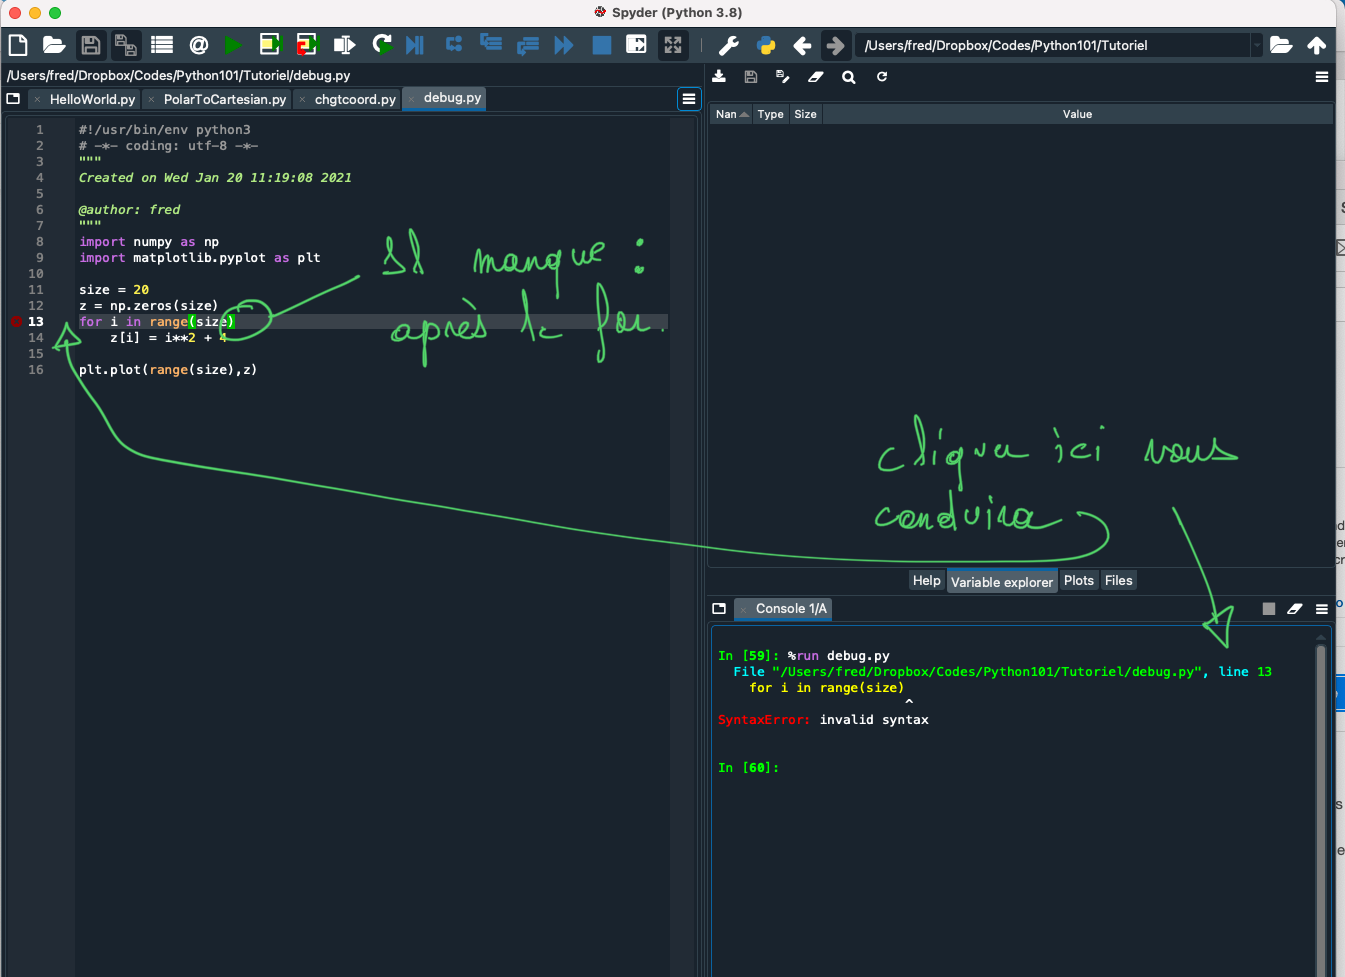 Spyder (Python 3.8)
/Users/fred/Dropbox/Codes/Python101/Tutoriel
/Users/fred/Dropbox/Codes/Python101/Tutoriel/debug.py
HelloWorld.py
PolarToCartesian.py
chgtcoord.py
debug.py
1 #!/usr/bin/env python3
2 # -*- coding: utf-8 -*-
3 """
4 Created on Wed Jan 20 11:19:08 2021
5
6 @author: fred
7 """
8 import numpy as np
9 import matplotlib.pyplot as plt
10
11 size = 20
12 z = np.zeros(size)
13 for i in range(size)
14     z[i] = i**2 + 4
15
16 plt.plot(range(size),z)
Il manque :
après le for.
Nan Type Size Value
cliquer ici vous
conduira
Help Variable explorer Plots Files
Console 1/A
In [59]: %run debug.py
  File "/Users/fred/Dropbox/Codes/Python101/Tutoriel/debug.py", line 13
    for i in range(size)
                        ^
SyntaxError: invalid syntax
In [60]: